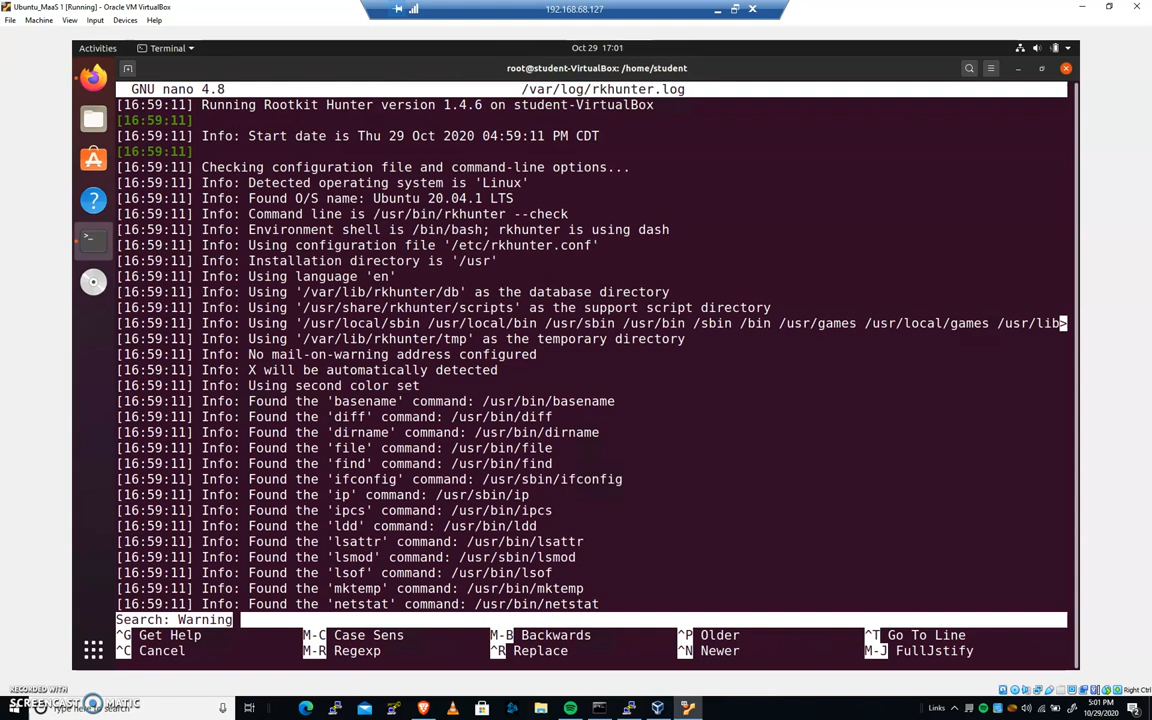 Ubuntu_MaaS 1 [Running] - Oracle VM VirtualBox
192.168.68.127
File Machine View Input Devices Help
Activities Terminal Oct 29 17:01
root@student-VirtualBox: /home/student
GNU nano 4.8 /var/log/rkhunter.log
[16:59:11] Running Rootkit Hunter version 1.4.6 on student-VirtualBox
[16:59:11]
[16:59:11] Info: Start date is Thu 29 Oct 2020 04:59:11 PM CDT
[16:59:11]
[16:59:11] Checking configuration file and command-line options...
[16:59:11] Info: Detected operating system is 'Linux'
[16:59:11] Info: Found O/S name: Ubuntu 20.04.1 LTS
[16:59:11] Info: Command line is /usr/bin/rkhunter --check
[16:59:11] Info: Environment shell is /bin/bash; rkhunter is using dash
[16:59:11] Info: Using configuration file '/etc/rkhunter.conf'
[16:59:11] Info: Installation directory is '/usr'
[16:59:11] Info: Using language 'en'
[16:59:11] Info: Using '/var/lib/rkhunter/db' as the database directory
[16:59:11] Info: Using '/usr/share/rkhunter/scripts' as the support script directory
[16:59:11] Info: Using '/usr/local/sbin /usr/local/bin /usr/sbin /usr/bin /sbin /bin /usr/games /usr/local/games /usr/lib>
[16:59:11] Info: Using '/var/lib/rkhunter/tmp' as the temporary directory
[16:59:11] Info: No mail-on-warning address configured
[16:59:11] Info: X will be automatically detected
[16:59:11] Info: Using second color set
[16:59:11] Info: Found the 'basename' command: /usr/bin/basename
[16:59:11] Info: Found the 'diff' command: /usr/bin/diff
[16:59:11] Info: Found the 'dirname' command: /usr/bin/dirname
[16:59:11] Info: Found the 'file' command: /usr/bin/file
[16:59:11] Info: Found the 'find' command: /usr/bin/find
[16:59:11] Info: Found the 'ifconfig' command: /usr/sbin/ifconfig
[16:59:11] Info: Found the 'ip' command: /usr/sbin/ip
[16:59:11] Info: Found the 'ipcs' command: /usr/bin/ipcs
[16:59:11] Info: Found the 'ldd' command: /usr/bin/ldd
[16:59:11] Info: Found the 'lsattr' command: /usr/bin/lsattr
[16:59:11] Info: Found the 'lsmod' command: /usr/sbin/lsmod
[16:59:11] Info: Found the 'lsof' command: /usr/bin/lsof
[16:59:11] Info: Found the 'mktemp' command: /usr/bin/mktemp
[16:59:11] Info: Found the 'netstat' command: /usr/bin/netstat
Search: Warning
^G Get Help M-C Case Sens M-B Backwards ^P Older ^T Go To Line
^C Cancel M-R Regexp ^R Replace ^N Newer M-J FullJstify
Right Ctrl
RECORDED WITH
SCREENCAST MATIC
Type here to search
Links
5:01 PM
10/29/2020